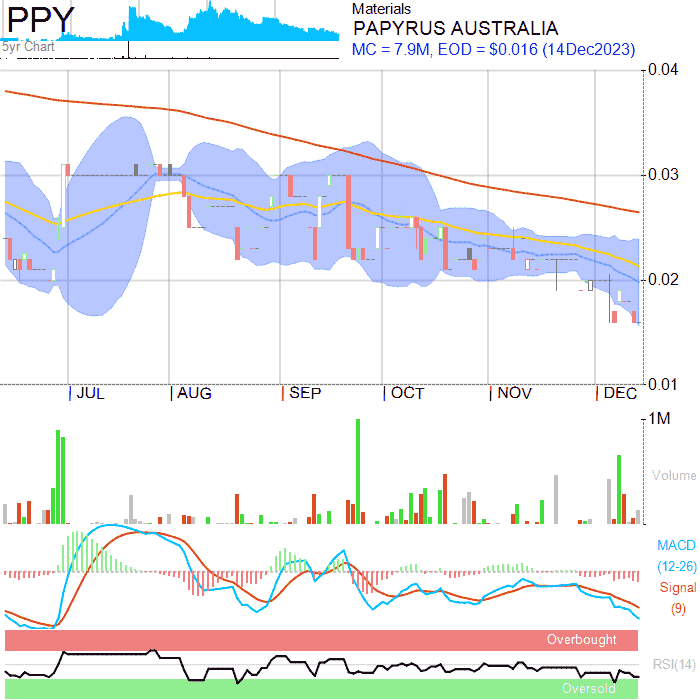 PPY
5yr Chart
Materials
PAPYRUS AUSTRALIA
MC = 7.9M, EOD = $0.016 (14Dec2023)
0.04
0.03
0.02
0.01
JUL AUG SEP OCT NOV DEC
1M
Volume
MACD
(12-26)
Signal
(9)
Overbought
RSI(14)
Oversold